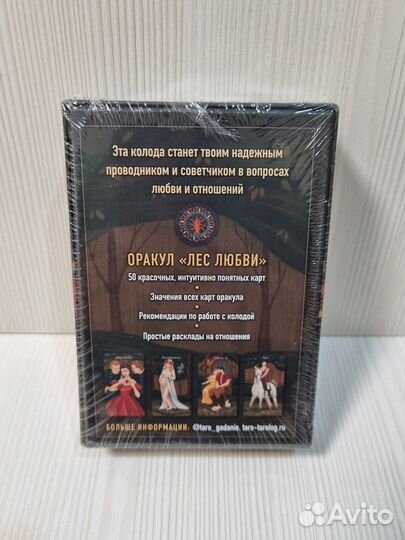 Эта колода станет твоим надежным
проводником и советчиком в вопросах
любви и отношений
ОРАКУЛ «ЛЕС ЛЮБВИ»
50 красочных, интуитивно понятных карт
•
Значения всех карт оракула
•
Рекомендации по работе с колодой
•
Простые расклады на отношения
БОЛЬШЕ ИНФОРМАЦИИ: @taro_gadanie, taro-tarolog.ru
Avito